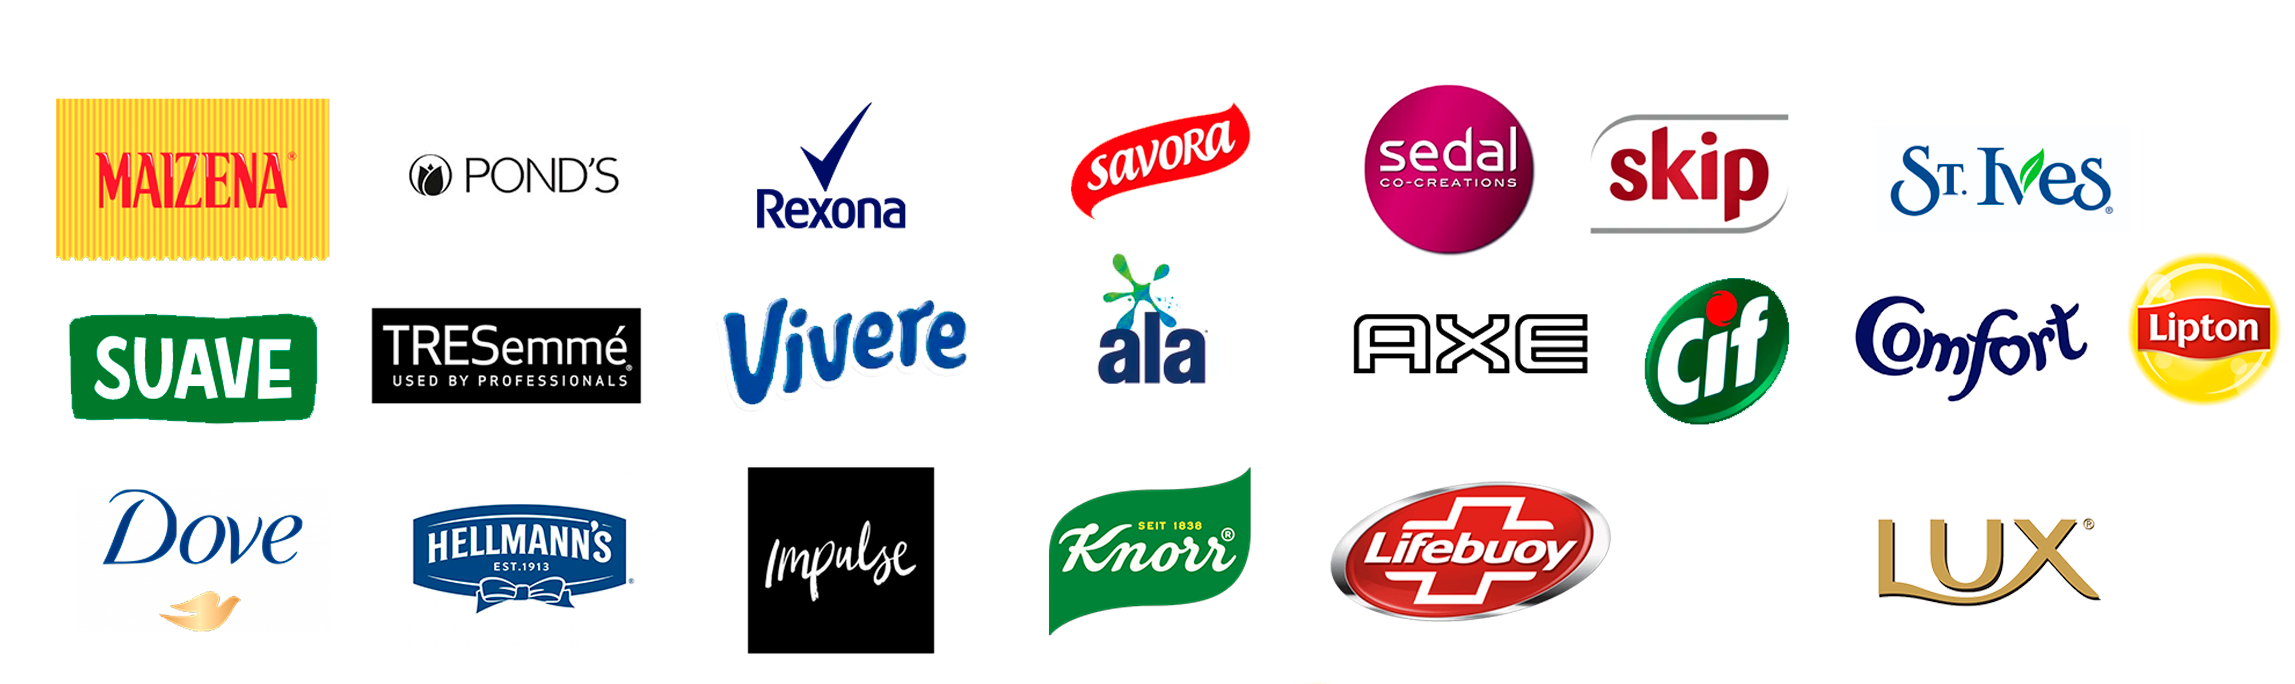 MAIZENA®
POND'S
Rexona
savora
sedal
CO-CREATIONS
skip
ST. Ives®
SUAVE
TRESemmé®
USED BY PROFESSIONALS
Vivere
ala
AXE
Cif
Comfort
Lipton
Dove
HELLMANN'S
EST.1913
®
Impulse
SEIT 1838
Knorr®
Lifebuoy
LUX®